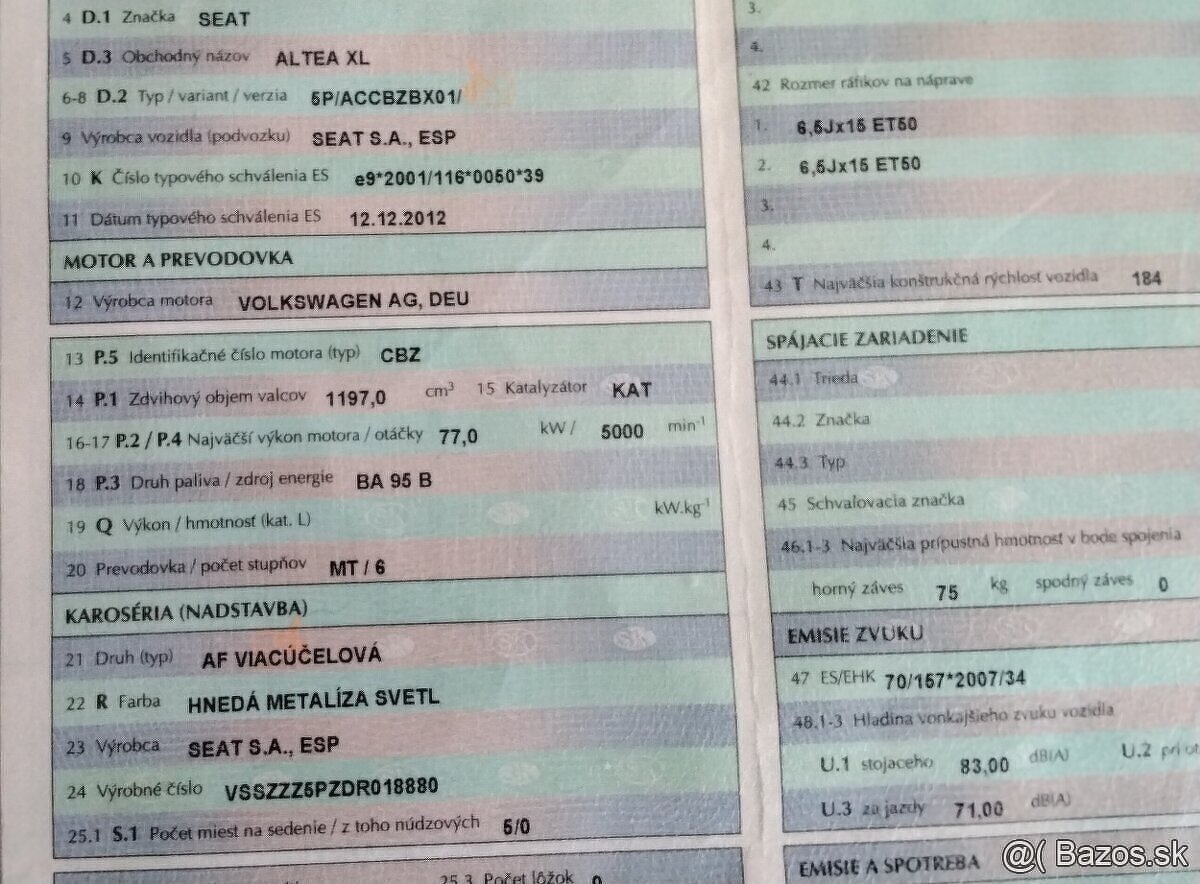 4 D.1 Značka SEAT
5 D.3 Obchodný názov ALTEA XL
6-8 D.2 Typ / variant / verzia 5P/ACCBZBX01/
9 Výrobca vozidla (podvozku) SEAT S.A., ESP
10 K Číslo typového schválenia ES e9*2001/116*0050*39
11 Dátum typového schválenia ES 12.12.2012
MOTOR A PREVODOVKA
12 Výrobca motora VOLKSWAGEN AG, DEU
13 P.5 Identifikačné číslo motora (typ) CBZ
14 P.1 Zdvihový objem valcov 1197,0 cm³ 15 Katalyzátor KAT
16-17 P.2 / P.4 Najväčší výkon motora / otáčky 77,0 kW / 5000 min⁻¹
18 P.3 Druh paliva / zdroj energie BA 95 B
19 Q Výkon / hmotnosť (kat. L) kW.kg⁻¹
20 Prevodovka / počet stupňov MT / 6
KAROSÉRIA (NADSTAVBA)
21 Druh (typ) AF VIACÚČELOVÁ
22 R Farba HNEDÁ METALÍZA SVETL
23 Výrobca SEAT S.A., ESP
24 Výrobné číslo VSSZZZ5PZDR018880
25.1 S.1 Počet miest na sedenie / z toho núdzových 5/0
25.3 Počet lôžok 0
3.
4.
42 Rozmer ráfikov na náprave
1. 6,5Jx15 ET50
2. 6,5Jx15 ET50
3.
4.
43 T Najväčšia konštrukčná rýchlosť vozidla 184
SPÁJACIE ZARIADENIE
44.1 Trieda
44.2 Značka
44.3 Typ
45 Schvaľovacia značka
46.1-3 Najväčšia prípustná hmotnosť v bode spojenia
horný záves 75 kg spodný záves 0
EMISIE ZVUKU
47 ES/EHK 70/157*2007/34
48.1-3 Hladina vonkajšieho zvuku vozidla
U.1 stojaceho 83,00 dB(A) U.2 pri ot
U.3 za jazdy 71,00 dB(A)
EMISIE A SPOTREBA
@( Bazos.sk